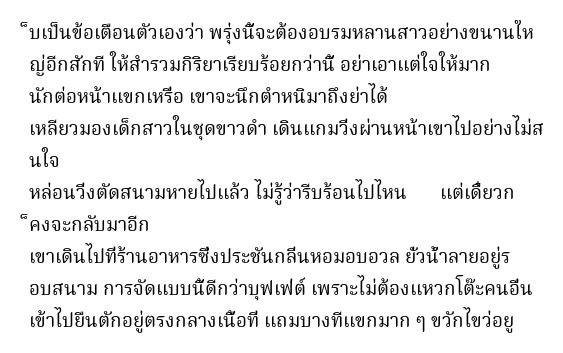 ็บเป็นข้อเตือนตัวเองว่า พรุ่งนี้จะต้องอบรมหลานสาวอย่างขนานให
ญ่อีกสักที ให้สำรวมกิริยาเรียบร้อยกว่านี้ อย่าเอาแต่ใจให้มาก
นักต่อหน้าแขกเหรื่อ เขาจะนึกตำหนิมาถึงย่าได้
เหลียวมองเด็กสาวในชุดขาวดำ เดินแกมวิ่งผ่านหน้าเขาไปอย่างไม่ส
นใจ
หล่อนวิ่งตัดสนามหายไปแล้ว ไม่รู้ว่ารีบร้อนไปไหน แต่เดี๋ยวก
็คงจะกลับมาอีก
เขาเดินไปที่ร้านอาหารซึ่งประชันกลิ่นหอมอบอวล ยั่วน้ำลายอยู่ร
อบสนาม การจัดแบบนี้ดีกว่าบุฟเฟต์ เพราะไม่ต้องแหวกโต๊ะคนอื่น
เข้าไปยืนตักอยู่ตรงกลางเนื้อที่ แถมบางทีแขกมาก ๆ ขวักไขว่อยู